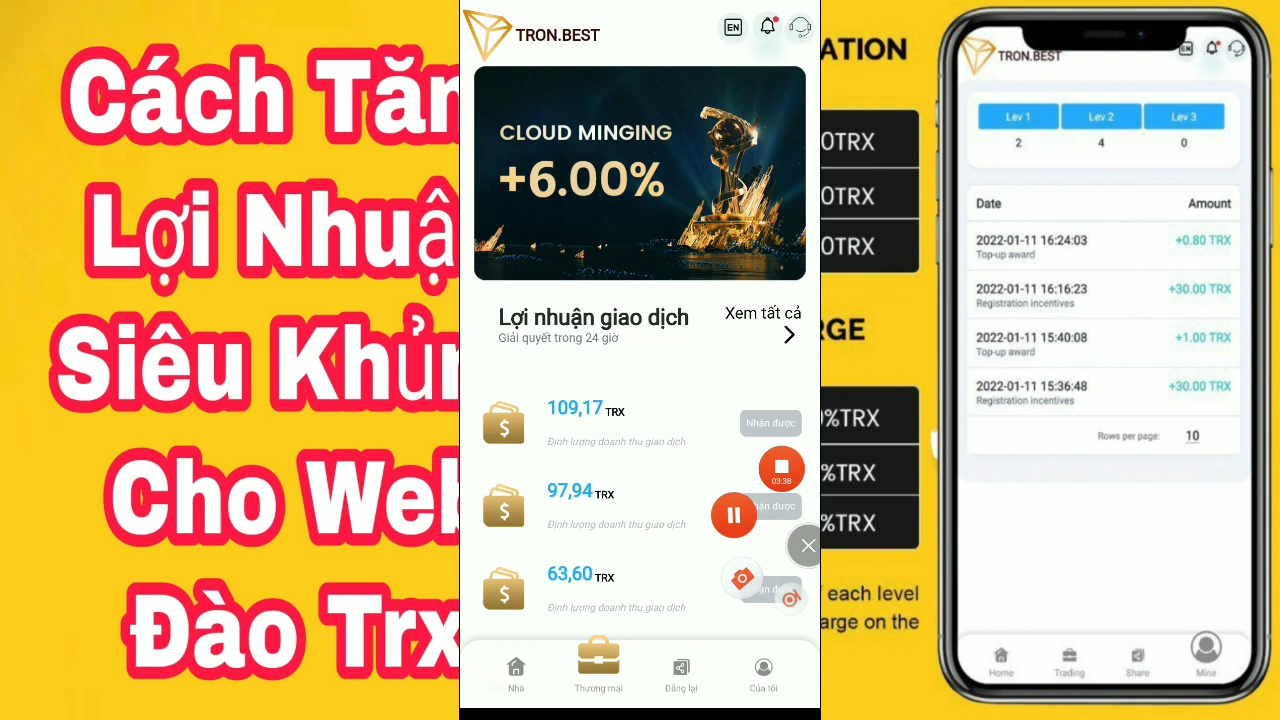 Cách Tăn
Lợi Nhuậ
Siêu Khủn
Cho Web
Đào Trx
TRON.BEST
EN
CLOUD MINGING
+6.00%
Lợi nhuận giao dịch
Xem tất cả
Giải quyết trong 24 giờ
109,17 TRX
Nhận được
Định lượng doanh thu giao dịch
03:38
97,94 TRX
hận được
Định lượng doanh thu giao dịch
63,60 TRX
ận được
Định lượng doanh thu giao dịch
Nhà
Thương mại
Đăng lại
Của tôi
ATION
0TRX
0TRX
0TRX
RGE
%TRX
%TRX
%TRX
each level
arge on the
TRON.BEST
EN
Lev 1 Lev 2 Lev 3
2 4 0
Date Amount
2022-01-11 16:24:03 +0.80 TRX
Top-up award
2022-01-11 16:16:23 +30.00 TRX
Registration incentives
2022-01-11 15:40:08 +1.00 TRX
Top-up award
2022-01-11 15:36:48 +30.00 TRX
Registration incentives
Rows per page: 10
Home Trading Share Mine